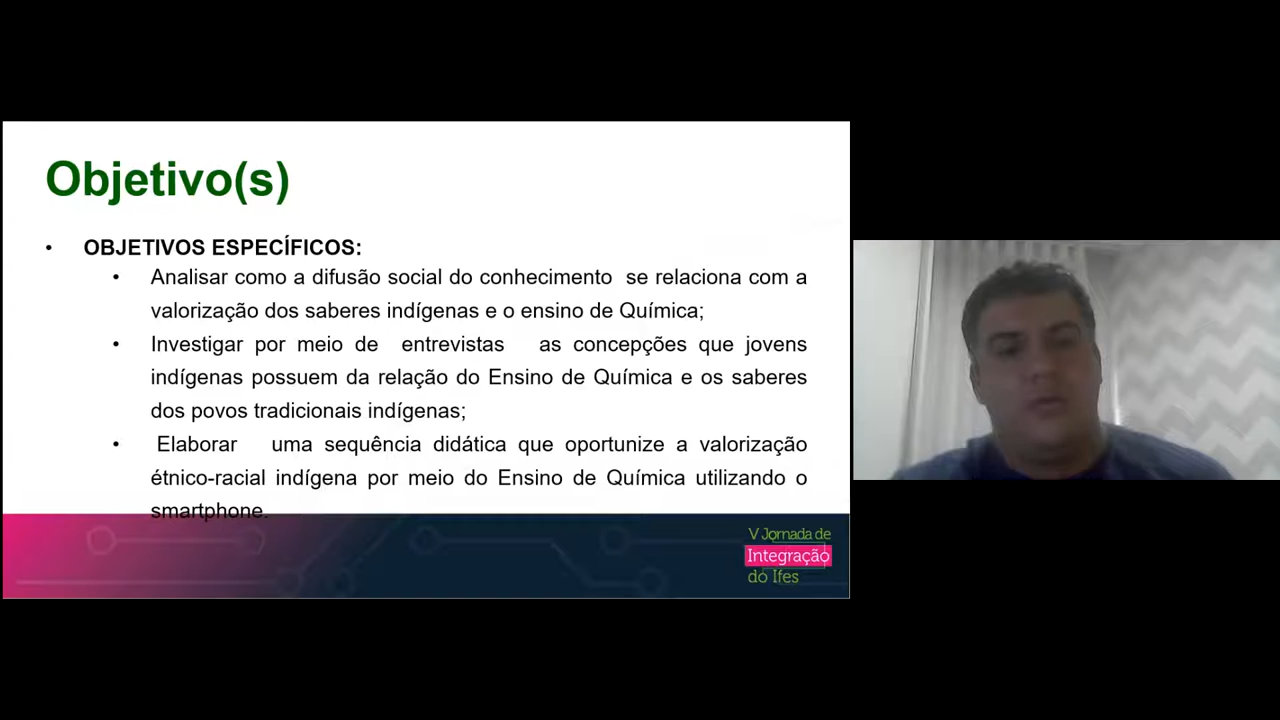 Objetivo(s)
• OBJETIVOS ESPECÍFICOS:
• Analisar como a difusão social do conhecimento se relaciona com a
valorização dos saberes indígenas e o ensino de Química;
• Investigar por meio de entrevistas as concepções que jovens
indígenas possuem da relação do Ensino de Química e os saberes
dos povos tradicionais indígenas;
• Elaborar uma sequência didática que oportunize a valorização
étnico-racial indígena por meio do Ensino de Química utilizando o
smartphone.
V Jornada de
Integração
do Ifes